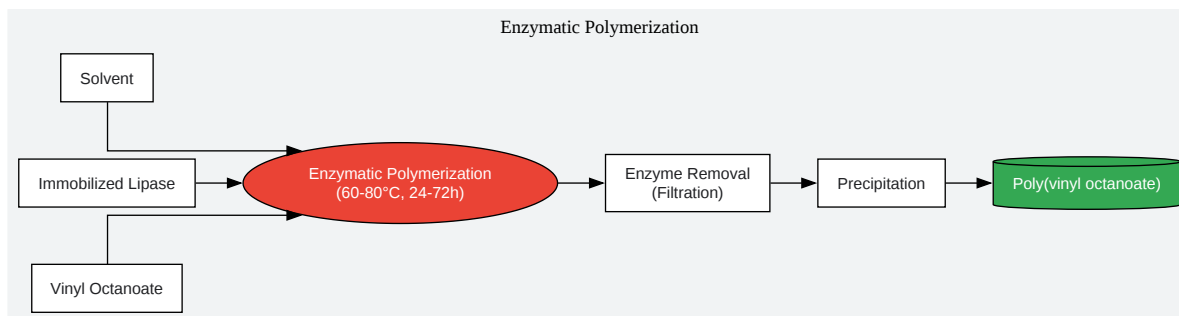 Enzymatic Polymerization
Solvent
Immobilized Lipase
Vinyl Octanoate
Enzymatic Polymerization
(60-80°C, 24-72h)
Enzyme Removal
(Filtration)
Precipitation
Poly(vinyl octanoate)